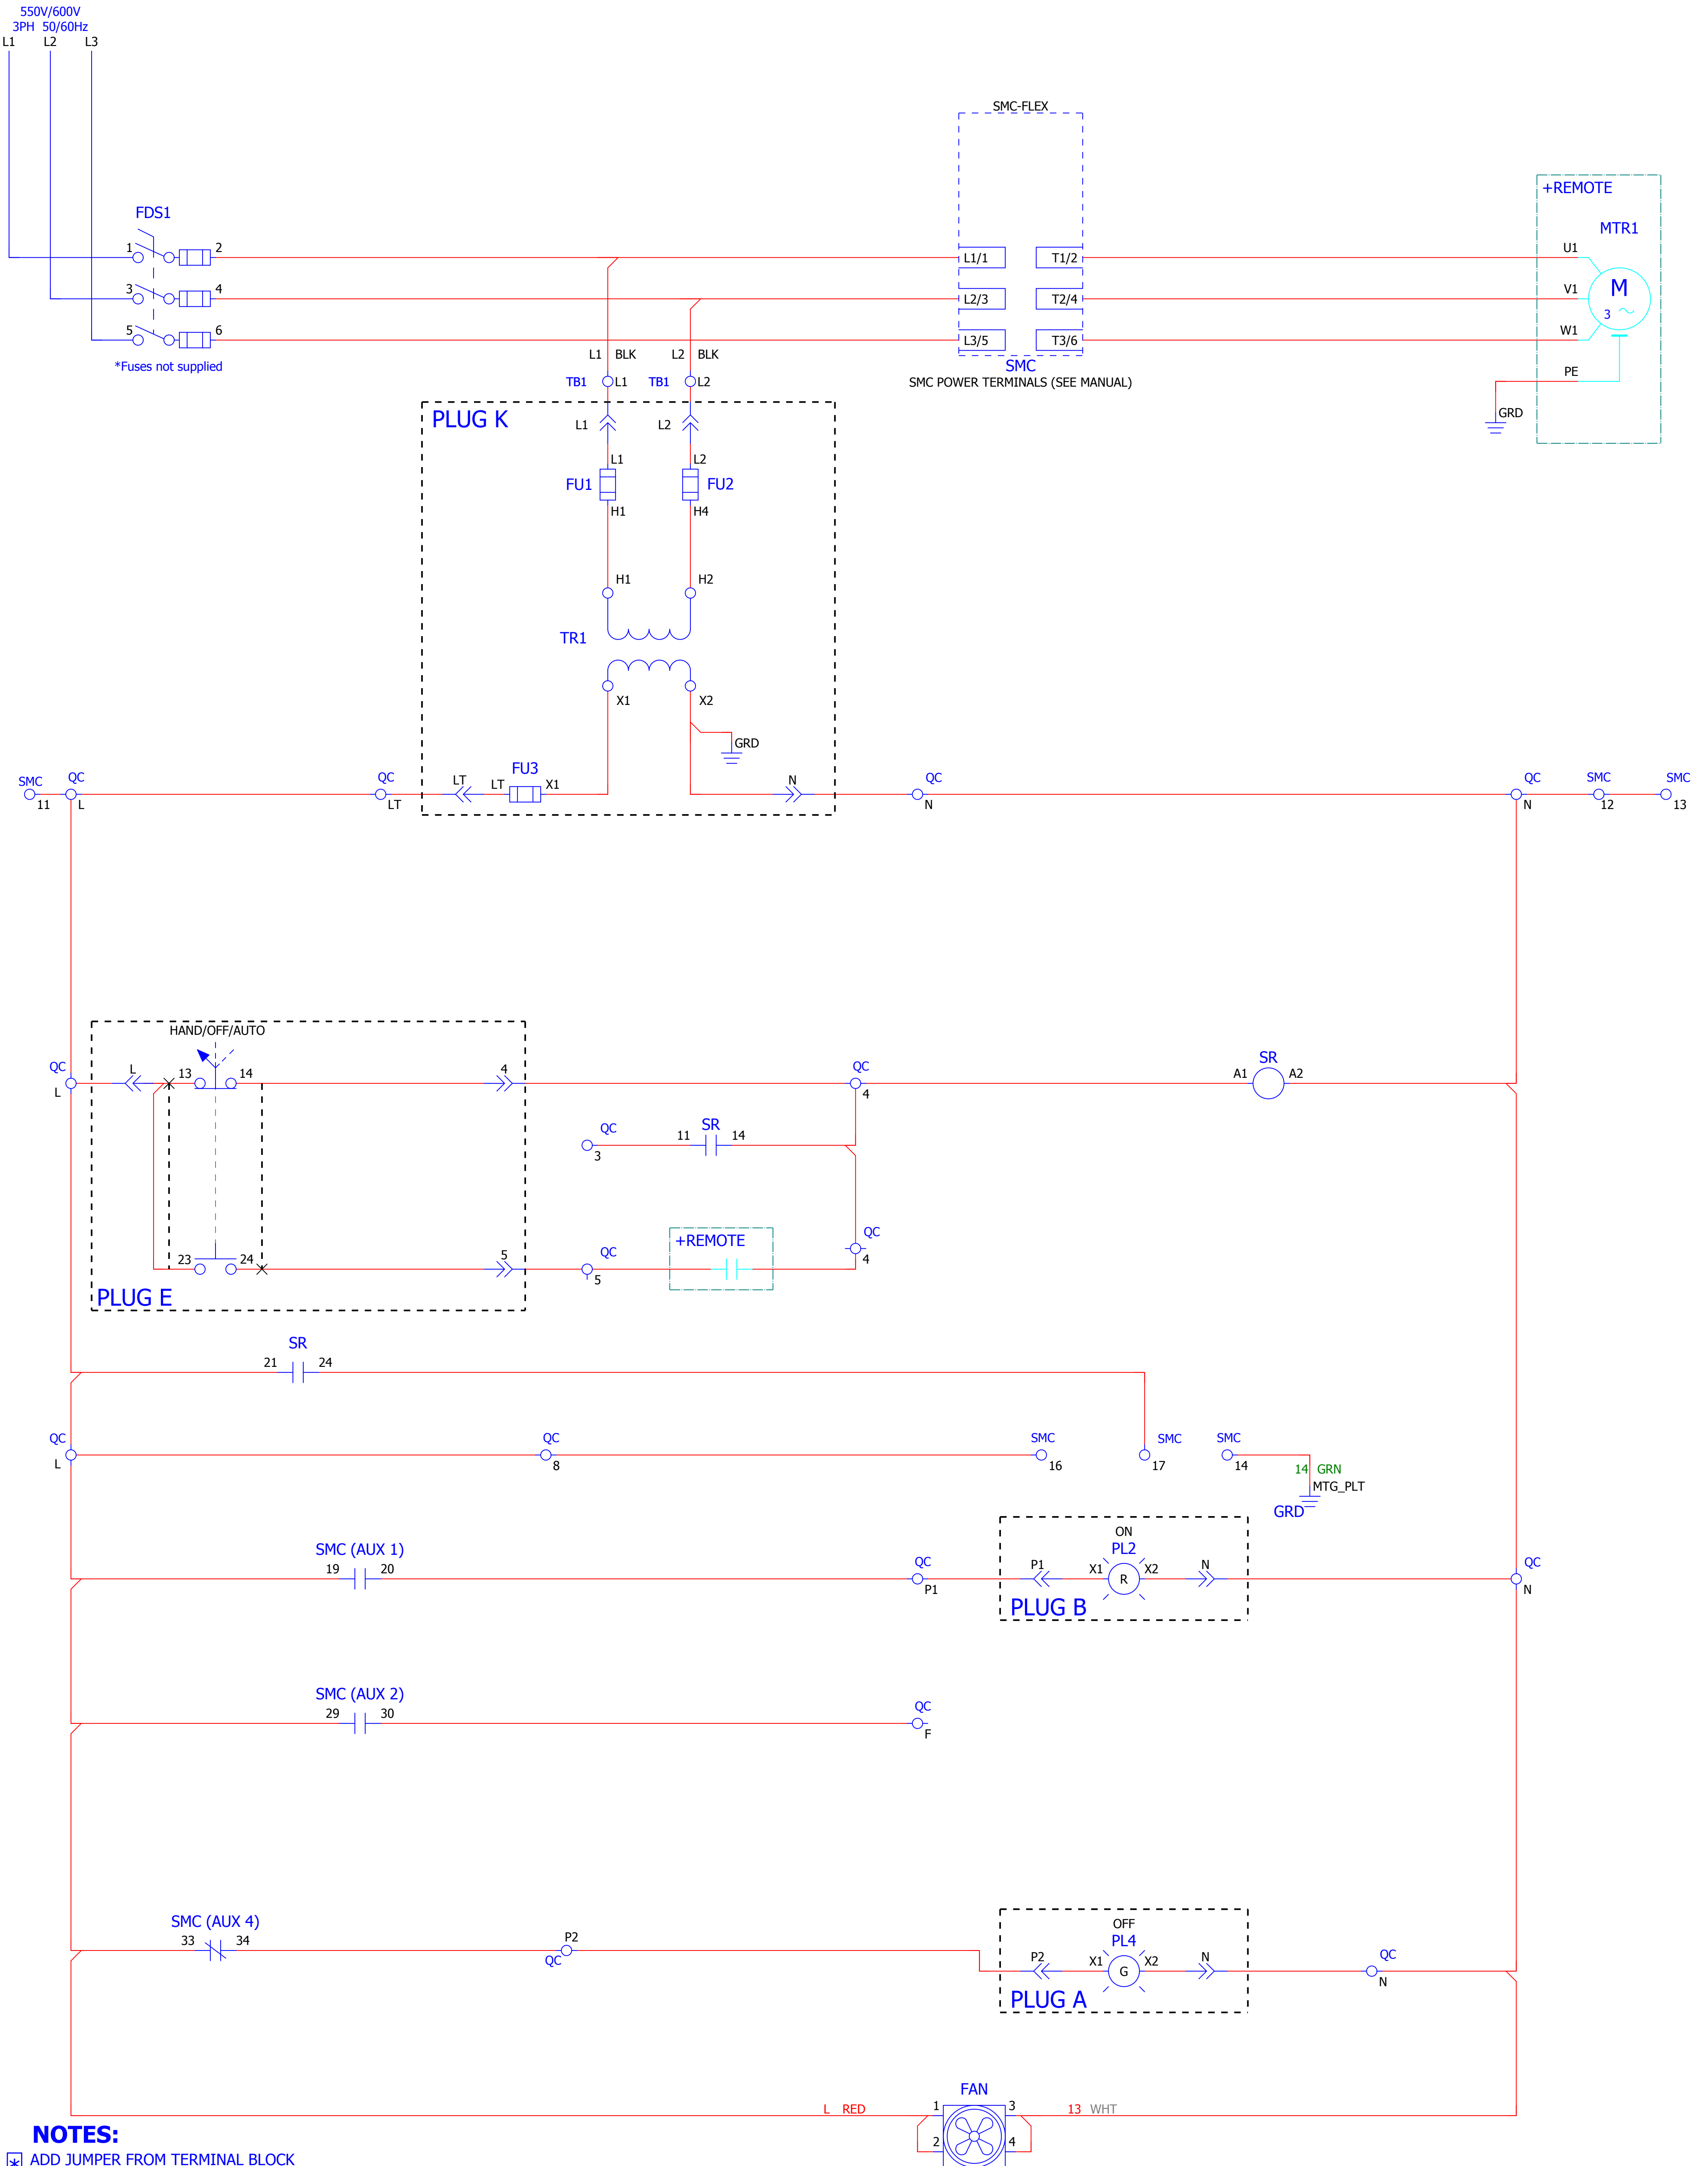 550V/600V
3PH 50/60Hz
L1 L2 L3
SMC-FLEX
+REMOTE
FDS1
MTR1
1 2 L1/1 T1/2 U1
3 4 L2/3 T2/4 V1
M
3
5 6 L3/5 T3/6 W1
*Fuses not supplied
L1 BLK L2 BLK
SMC
SMC POWER TERMINALS (SEE MANUAL)
PE
TB1 L1 TB1 L2
GRD
PLUG K
L1 L2
L1 L2
FU1 FU2
H1 H4
H1 H2
TR1
X1 X2
GRD
FU3
SMC QC QC LT LT X1 N QC QC SMC SMC
11 L LT N N 12 13
HAND/OFF/AUTO
QC L 13 14 4 QC SR
L 4 A1 A2
QC 11 SR 14
3
+REMOTE QC
23 24 5 QC 4
5
PLUG E
SR
21 24
QC QC SMC SMC SMC
L 8 16 17 14
14 GRN
MTG_PLT
GRD
ON
SMC (AUX 1) PL2
19 20 QC P1 X1 R X2 N QC
P1 N
PLUG B
SMC (AUX 2)
29 30 QC
F
SMC (AUX 4) OFF
33 34 P2 PL4
QC P2 X1 G X2 N QC
N
PLUG A
FAN
L RED 1 3 13 WHT
2 4
NOTES:
* ADD JUMPER FROM TERMINAL BLOCK